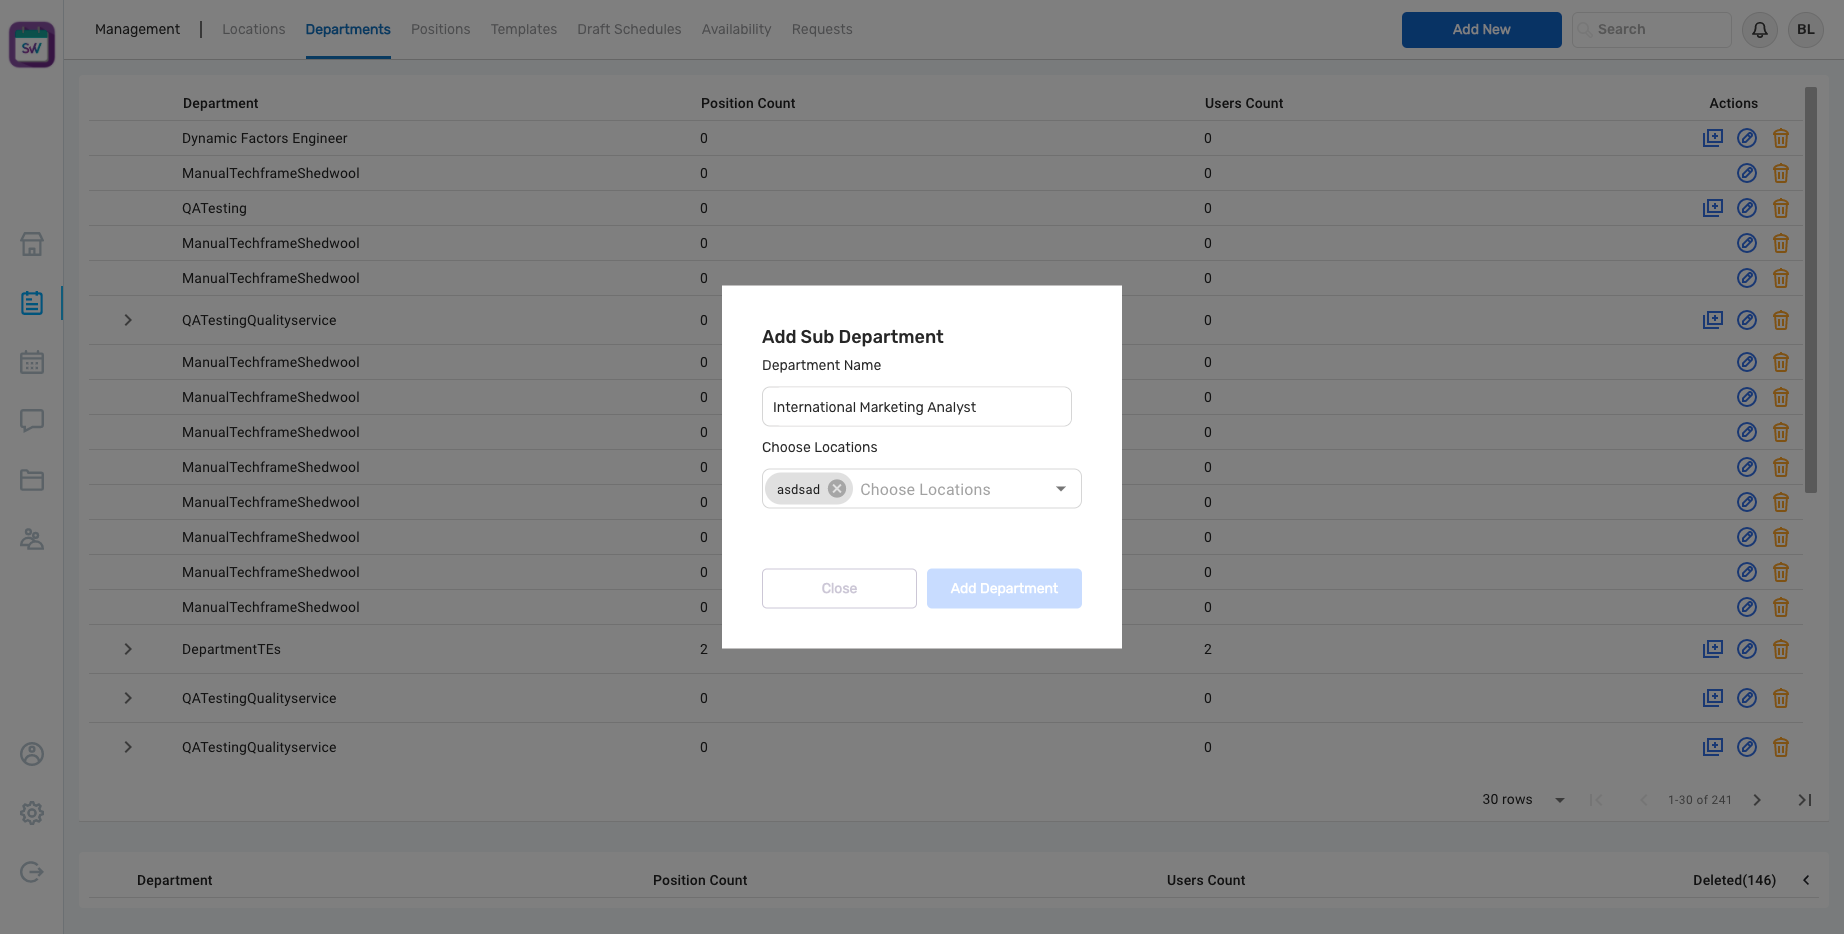 SW
Management | Locations Departments Positions Templates Draft Schedules Availability Requests Add New Search BL
Department Position Count Users Count Actions
Dynamic Factors Engineer 0 0
ManualTechframeShedwool 0 0
QATesting 0 0
ManualTechframeShedwool 0 0
ManualTechframeShedwool 0 0
QATestingQualityservice 0 0
ManualTechframeShedwool 0 0
ManualTechframeShedwool 0 0
ManualTechframeShedwool 0 0
ManualTechframeShedwool 0 0
ManualTechframeShedwool 0 0
ManualTechframeShedwool 0 0
ManualTechframeShedwool 0 0
ManualTechframeShedwool 0 0
DepartmentTEs 2 2
QATestingQualityservice 0 0
QATestingQualityservice 0 0
30 rows 1-30 of 241
Department Position Count Users Count Deleted(146)
Add Sub Department
Department Name
International Marketing Analyst
Choose Locations
asdsad Choose Locations
Close Add Department